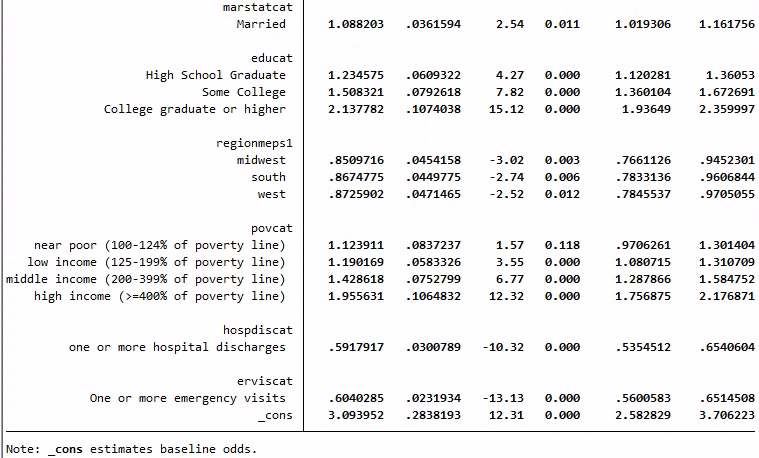 marstatcat
Married 1.088203 .0361594 2.54 0.011 1.019306 1.161756
educat
High School Graduate 1.234575 .0609322 4.27 0.000 1.120281 1.36053
Some College 1.508321 .0792618 7.82 0.000 1.360104 1.672691
College graduate or higher 2.137782 .1074038 15.12 0.000 1.93649 2.359997
regionmeps1
midwest .8509716 .0454158 -3.02 0.003 .7661126 .9452301
south .8674775 .0449775 -2.74 0.006 .7833136 .9606844
west .8725902 .0471465 -2.52 0.012 .7845537 .9705055
povcat
near poor (100-124% of poverty line) 1.123911 .0837237 1.57 0.118 .9706261 1.301404
low income (125-199% of poverty line) 1.190169 .0583326 3.55 0.000 1.080715 1.310709
middle income (200-399% of poverty line) 1.428618 .0752799 6.77 0.000 1.287866 1.584752
high income (>=400% of poverty line) 1.955631 .1064832 12.32 0.000 1.756875 2.176871
hospdiscat
one or more hospital discharges .5917917 .0300789 -10.32 0.000 .5354512 .6540604
erviscat
One or more emergency visits .6040285 .0231934 -13.13 0.000 .5600583 .6514508
_cons 3.093952 .2838193 12.31 0.000 2.582829 3.706223
Note: _cons estimates baseline odds.